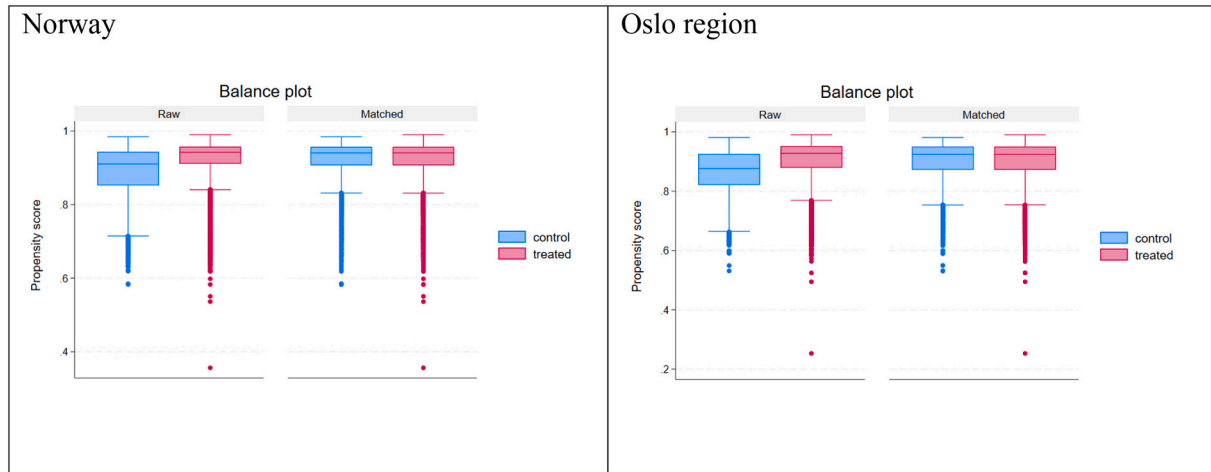 Norway
Balance plot
Raw
Matched
1
.8
.6
.4
Propensity score
control
treated
Oslo region
Balance plot
Raw
Matched
1
.8
.6
.4
.2
Propensity score
control
treated